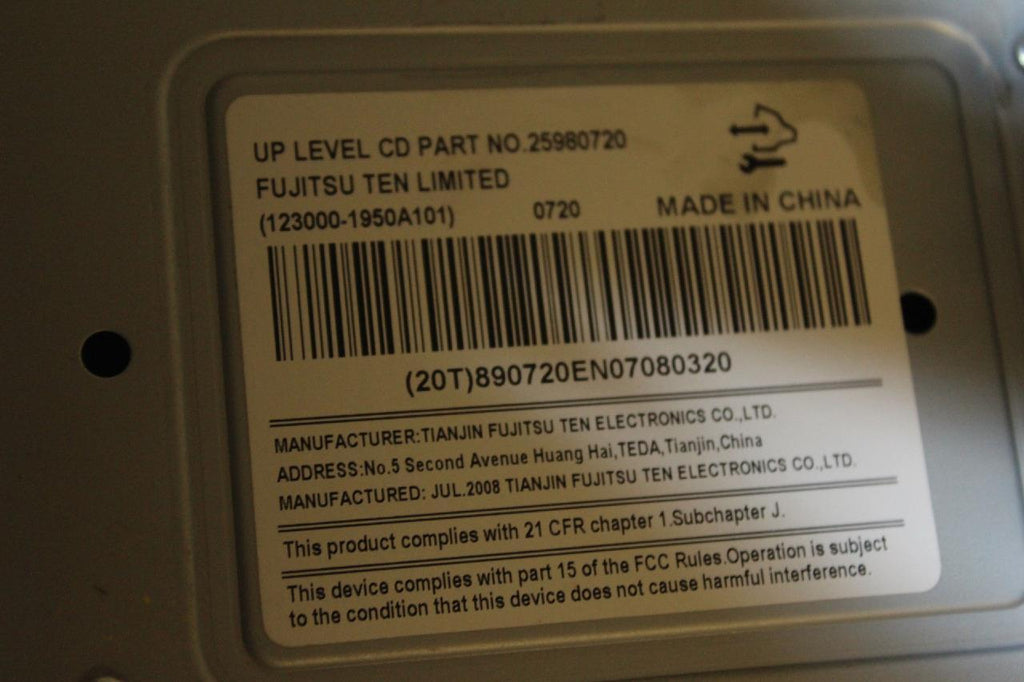 UP LEVEL CD PART NO.25980720
FUJITSU TEN LIMITED
(123000-1950A101) 0720 MADE IN CHINA
(20T)890720EN07080320
MANUFACTURER:TIANJIN FUJITSU TEN ELECTRONICS CO.,LTD.
ADDRESS:No.5 Second Avenue Huang Hai,TEDA,Tianjin,China
MANUFACTURED: JUL.2008 TIANJIN FUJITSU TEN ELECTRONICS CO.,LTD.
This product complies with 21 CFR chapter 1.Subchapter J.
This device complies with part 15 of the FCC Rules.Operation is subject
to the condition that this device does not cause harmful interference.